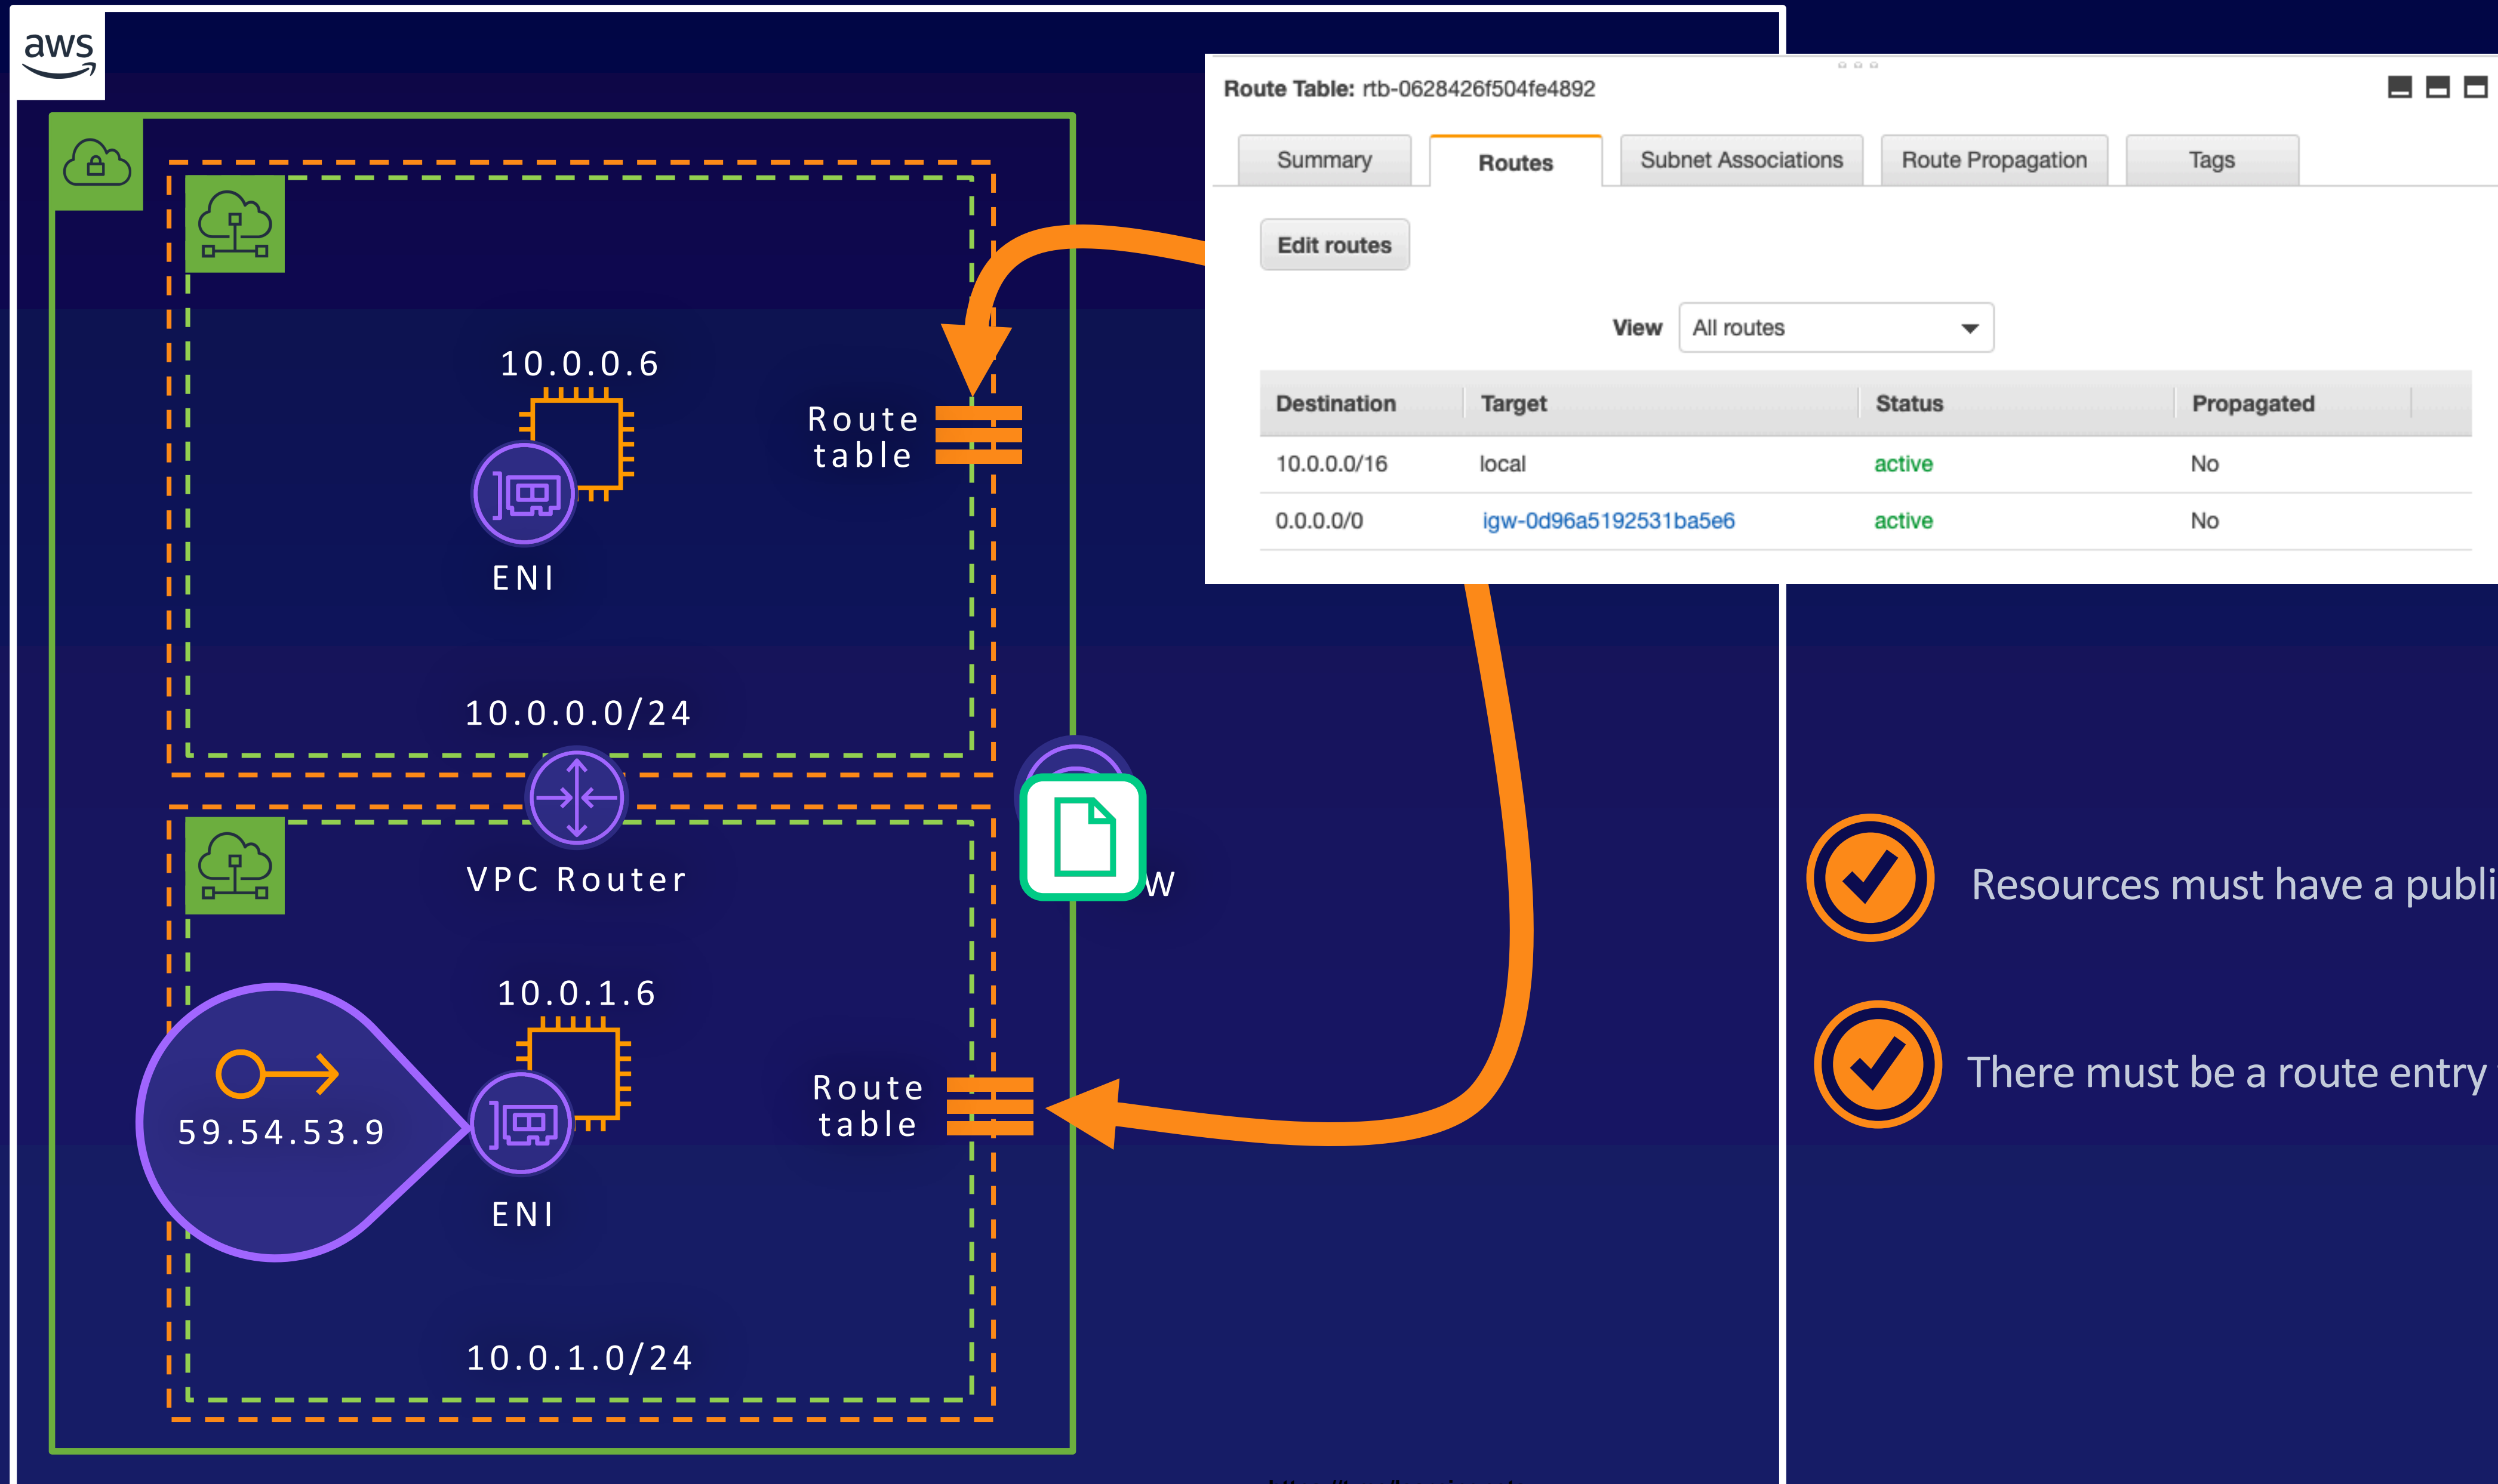 aws
Route Table: rtb-0628426f504fe4892
Summary
Routes
Subnet Associations
Route Propagation
Tags
Edit routes
View All routes
Destination Target Status Propagated
10.0.0.0/16 local active No
0.0.0.0/0 igw-0d96a5192531ba5e6 active No
10.0.0.6
Route
table
ENI
10.0.0.0/24
VPC Router
W
Resources must have a publi
10.0.1.6
There must be a route entry
59.54.53.9
Route
table
ENI
10.0.1.0/24